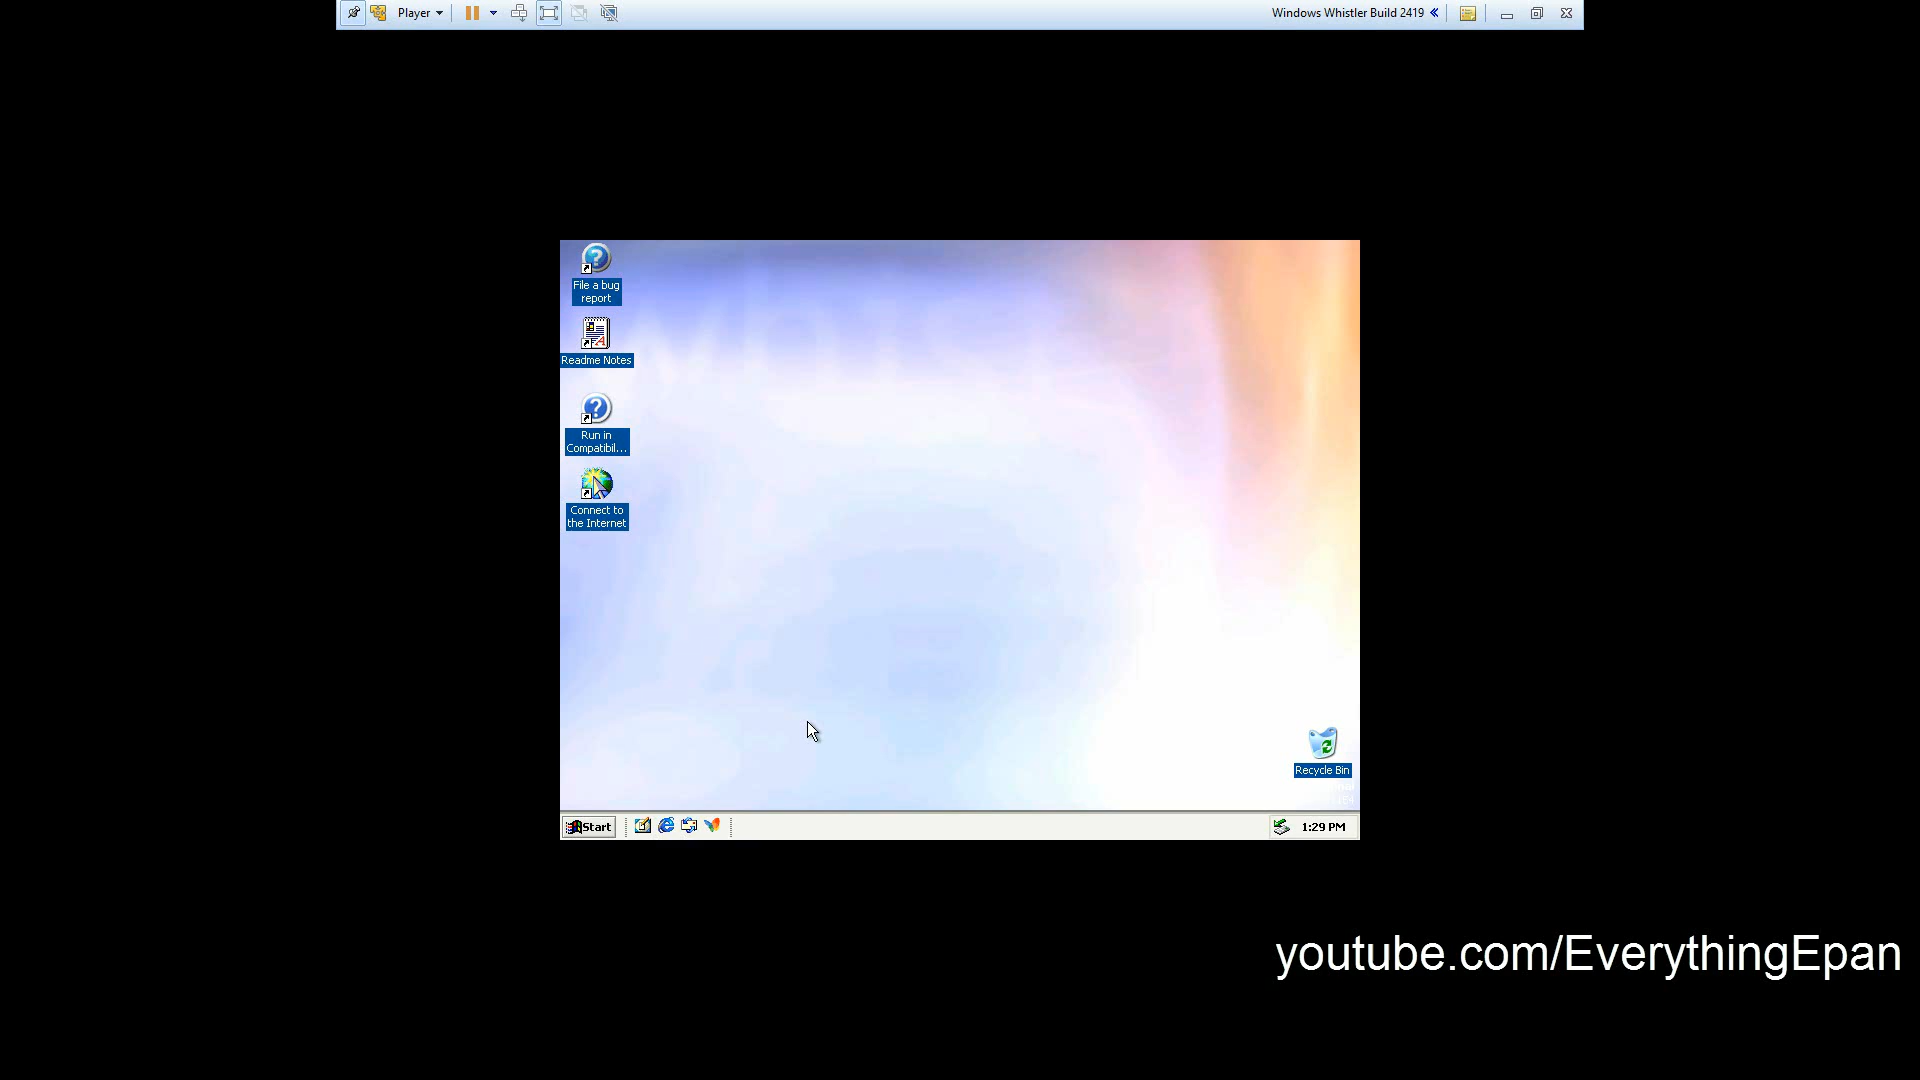 Player
Windows Whistler Build 2419
File a bug
report
Readme Notes
Run in
Compatibil...
Connect to
the Internet
Recycle Bin
Start
1:29 PM
youtube.com/EverythingEpan